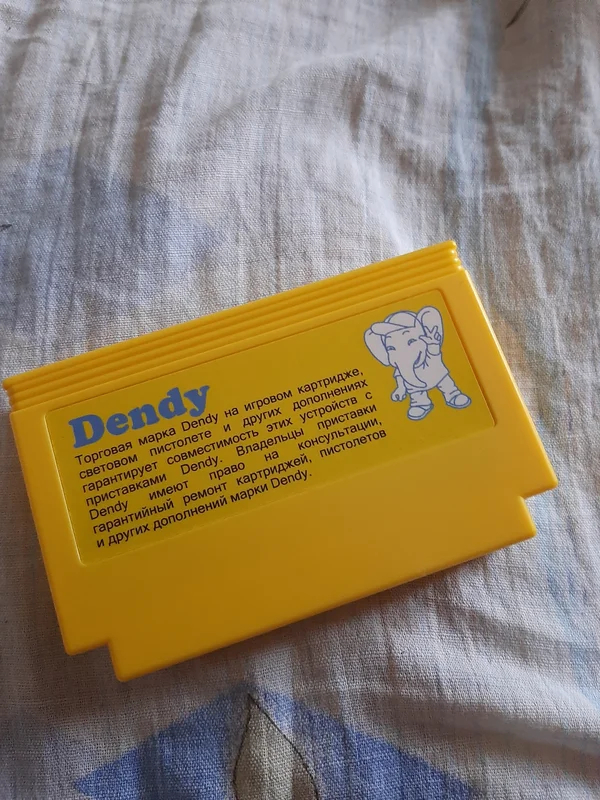 Dendy
Торговая марка Dendy на игровом картридже,
световом пистолете и других дополнениях
гарантирует совместимость этих устройств с
приставками Dendy. Владельцы приставки
Dendy имеют право на консультации,
гарантийный ремонт картриджей, пистолетов
и других дополнений марки Dendy.